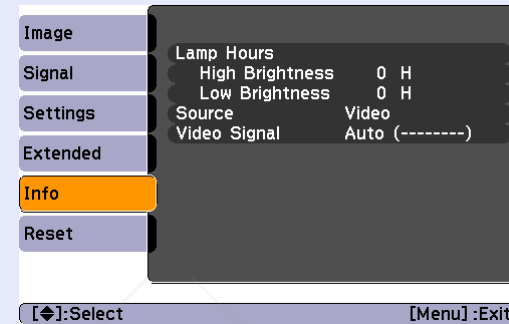 Image
Signal
Settings
Extended
Info
Reset
Lamp Hours
High Brightness 0 H
Low Brightness 0 H
Source Video
Video Signal Auto (--------)
[◆]:Select [Menu]:Exit